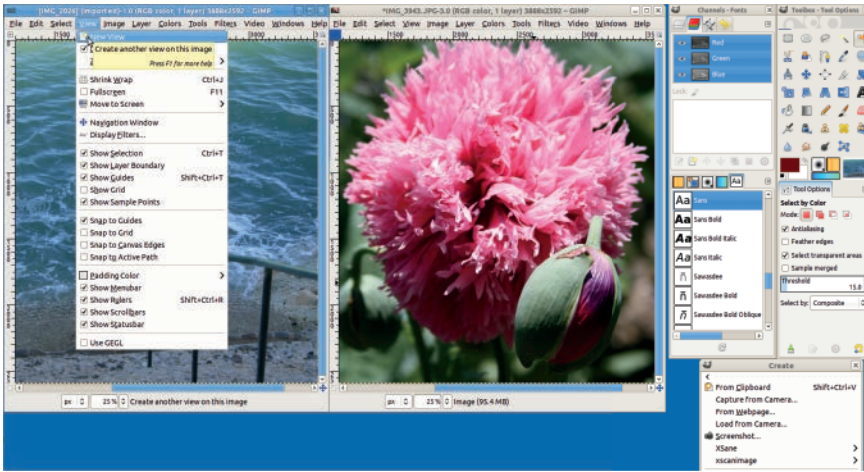 [IMG_2028] (imported)-1.0 (RGB color, 1 layer) 3888x2592 – GIMP
File Edit Select View Image Layer Colors Tools Filters Video Windows Help
New View
Create another view on this image
Press F1 for more help
Shrink Wrap Ctrl+J
Fullscreen F11
Move to Screen
Navigation Window
Display Filters...
Show Selection Ctrl+T
Show Layer Boundary
Show Guides Shift+Ctrl+T
Show Grid
Show Sample Points
Snap to Guides
Snap to Grid
Snap to Canvas Edges
Snap to Active Path
Padding Color
Show Menubar
Show Rulers Shift+Ctrl+R
Show Scrollbars
Show Statusbar
Use GEGL
px 25% Create another view on this image
*IMG_3943.JPG-3.0 (RGB color, 1 layer) 3888x2592 – GIMP
File Edit Select View Image Layer Colors Tools Filters Video Windows Help
px 25% Image (95.4 MB)
Channels - Fonts
Red
Green
Blue
Lock:
Aa
Aa Sans
Aa Sans Bold
Aa Sans Bold Italic
Aa Sans Italic
Sawasdee
Sawasdee Bold
Sawasdee Bold Oblique
Toolbox - Tool Options
Tool Options
Select by Color
Mode:
Antialiasing
Feather edges
Select transparent areas
Sample merged
Threshold
15.0
Select by: Composite
Create
From Clipboard Shift+Ctrl+V
Capture from Camera...
From Webpage...
Load from Camera...
Screenshot...
XSane
xscanimage